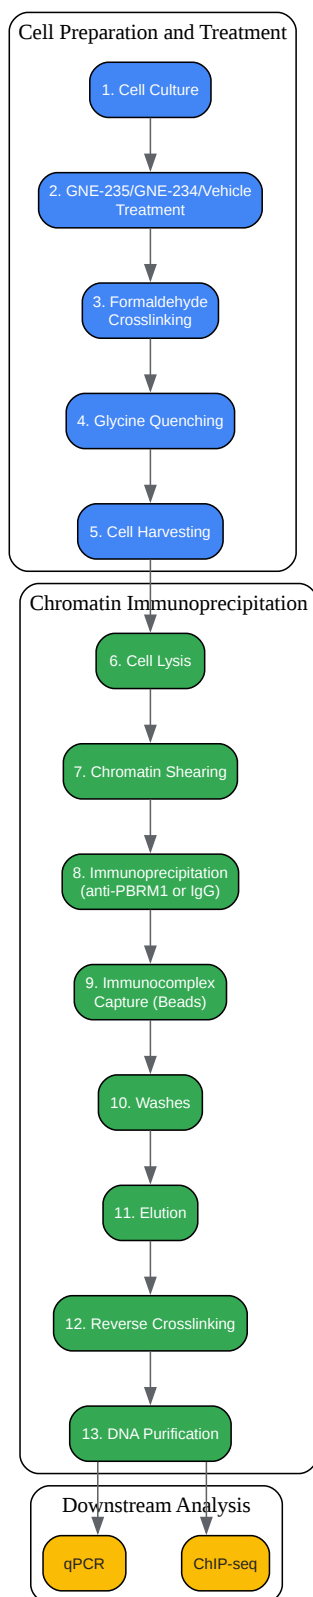 Cell Preparation and Treatment
1. Cell Culture
2. GNE-235/GNE-234/Vehicle
Treatment
3. Formaldehyde
Crosslinking
4. Glycine Quenching
5. Cell Harvesting
Chromatin Immunoprecipitation
6. Cell Lysis
7. Chromatin Shearing
8. Immunoprecipitation
(anti-PBRM1 or IgG)
9. Immunocomplex
Capture (Beads)
10. Washes
11. Elution
12. Reverse Crosslinking
13. DNA Purification
Downstream Analysis
qPCR
ChIP-seq